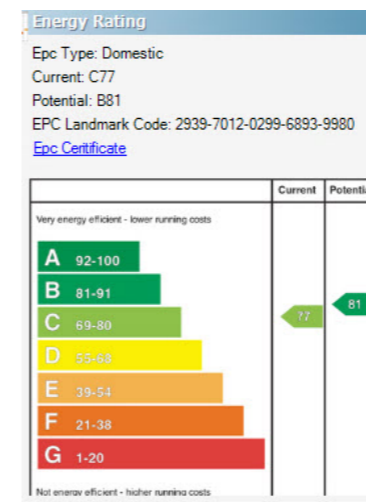 Energy Rating
Epc Type: Domestic
Current: C77
Potential: B81
EPC Landmark Code: 2939-7012-0299-6893-9980
Epc Certificate
Current Potentia
Very energy efficient - lower running costs
A 92-100
B 81-91
81
C 69-80
77
D 55-68
E 39-54
F 21-38
G 1-20
Not energy efficient - higher running costs